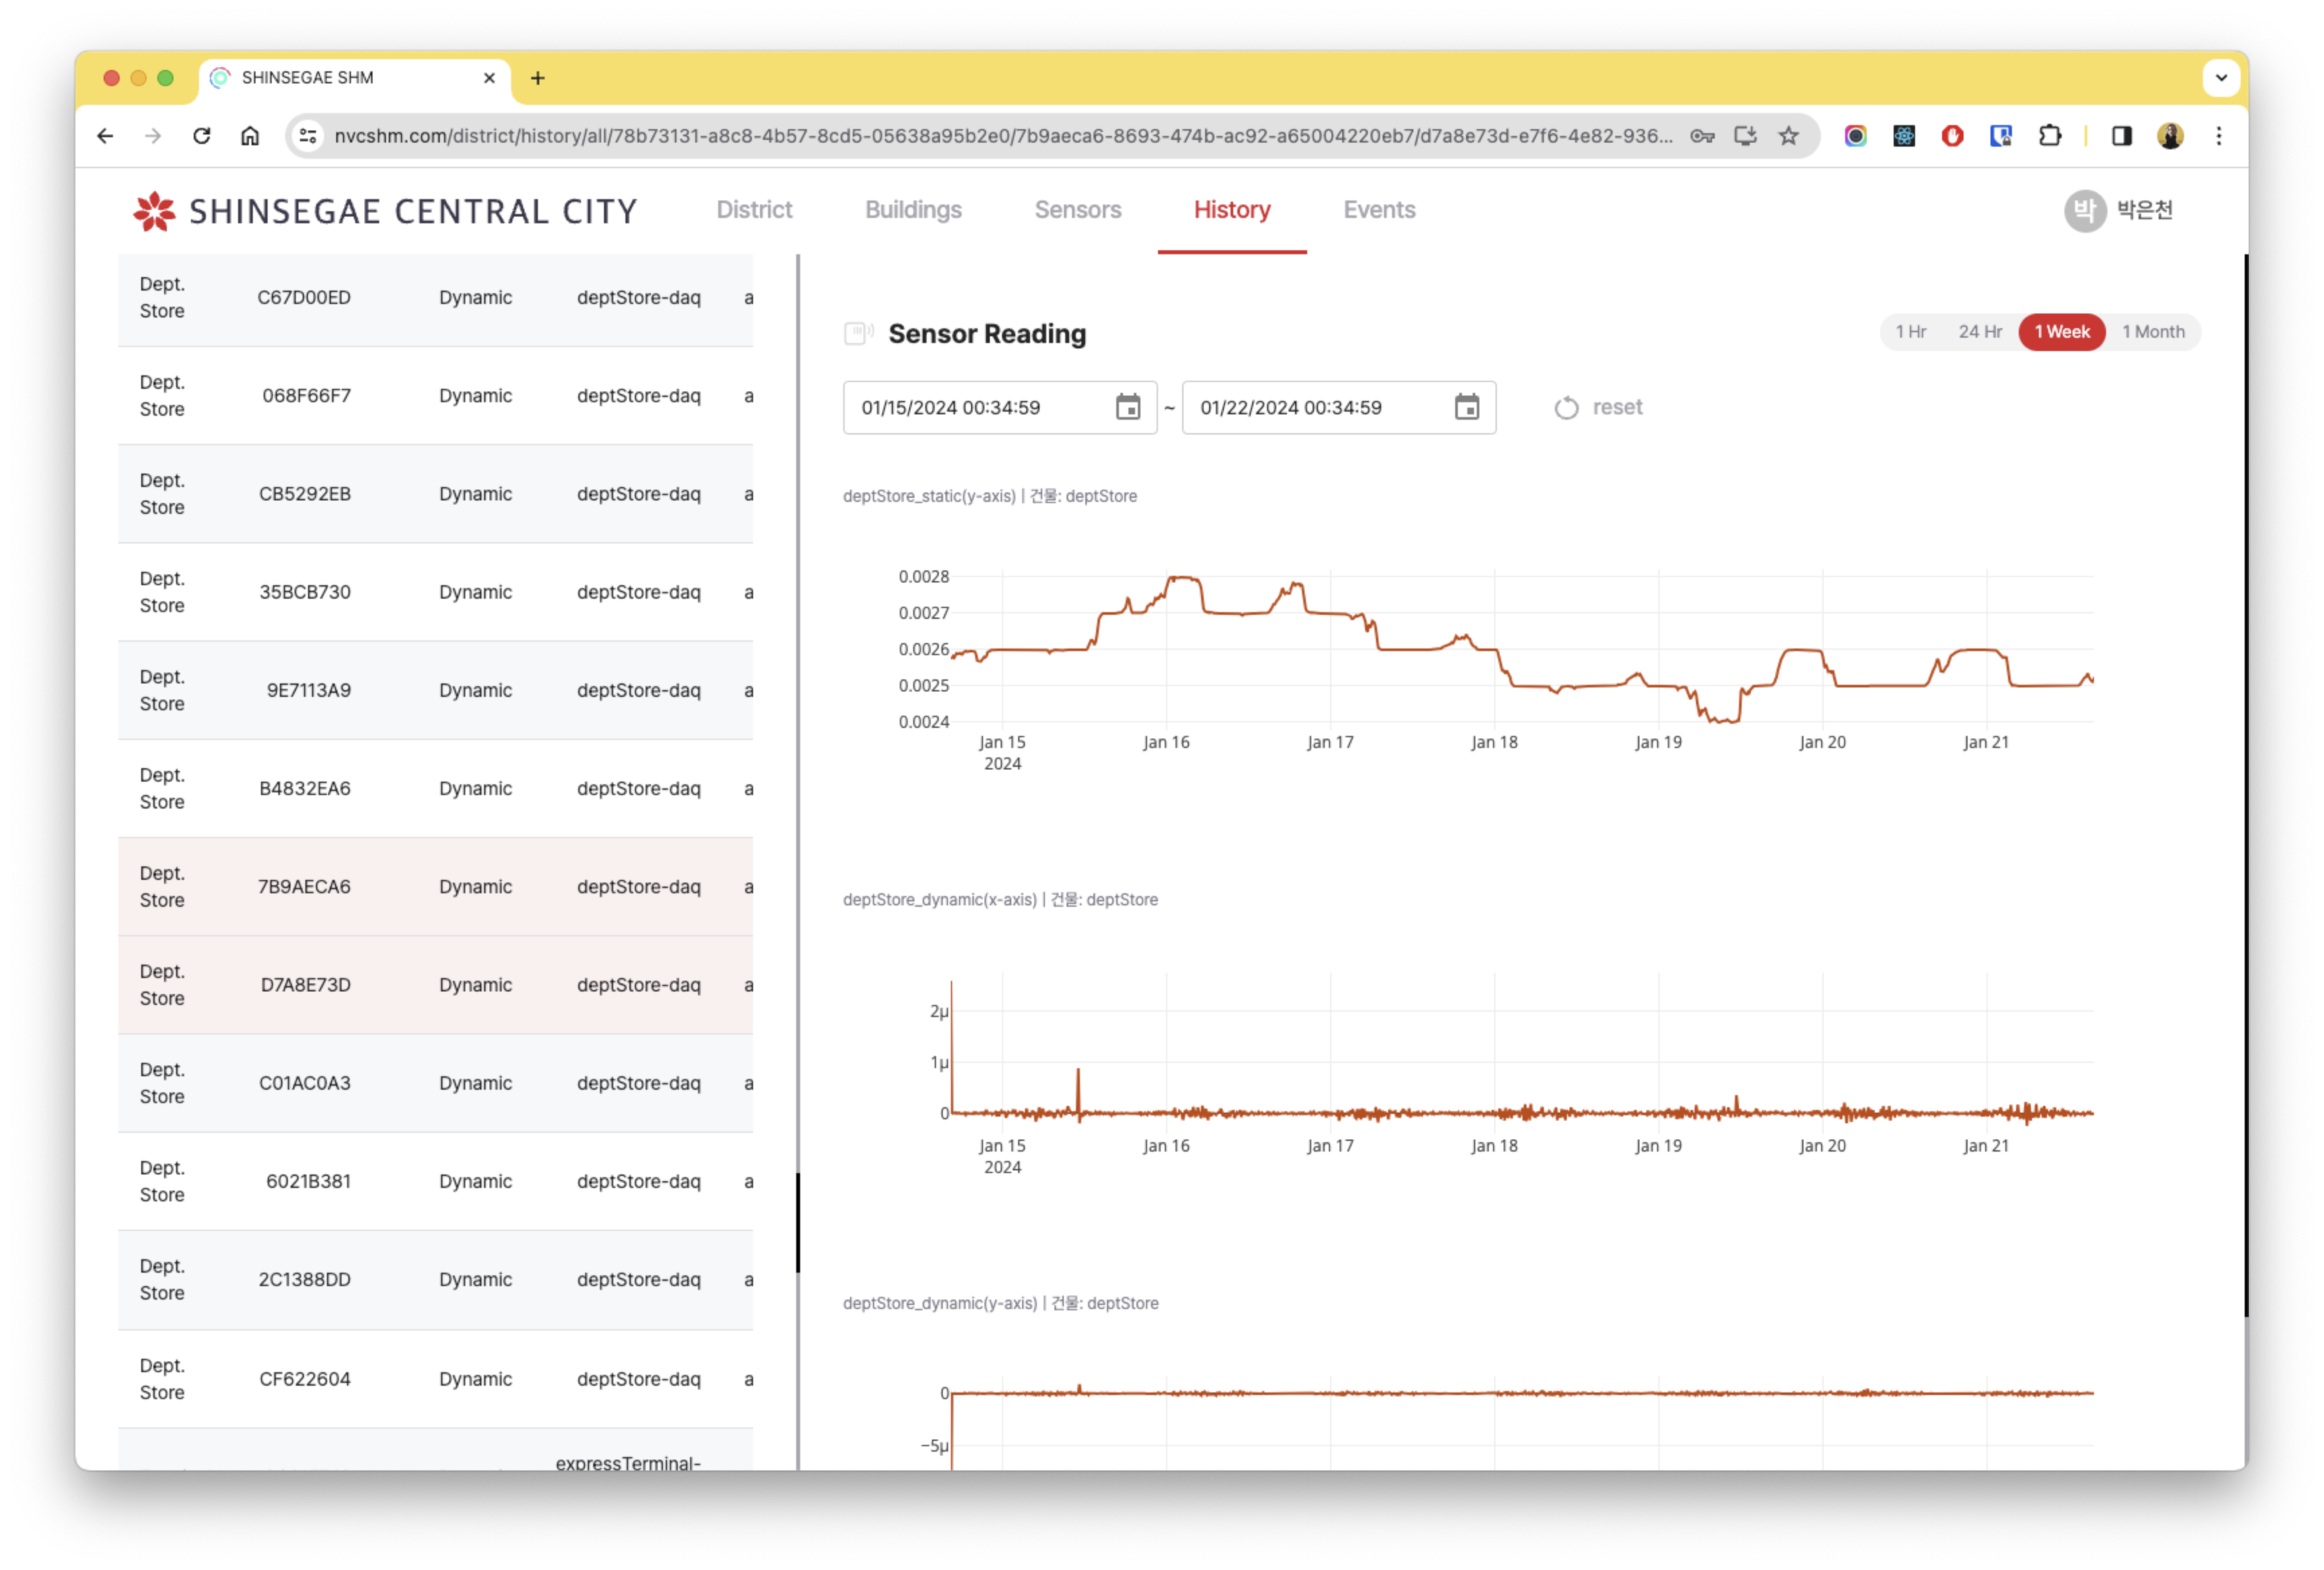 SHINSEGAE SHM
nvcshm.com/district/history/all/78b73131-a8c8-4b57-8cd5-05638a95b2e0/7b9aeca6-8693-474b-ac92-a65004220eb7/d7a8e73d-e7f6-4e82-936...
SHINSEGAE CENTRAL CITY
District
Buildings
Sensors
History
Events
박 박은천
Dept. Store C67D00ED Dynamic deptStore-daq a
Dept. Store 068F66F7 Dynamic deptStore-daq a
Dept. Store CB5292EB Dynamic deptStore-daq a
Dept. Store 35BCB730 Dynamic deptStore-daq a
Dept. Store 9E7113A9 Dynamic deptStore-daq a
Dept. Store B4832EA6 Dynamic deptStore-daq a
Dept. Store 7B9AECA6 Dynamic deptStore-daq a
Dept. Store D7A8E73D Dynamic deptStore-daq a
Dept. Store C01AC0A3 Dynamic deptStore-daq a
Dept. Store 6021B381 Dynamic deptStore-daq a
Dept. Store 2C1388DD Dynamic deptStore-daq a
Dept. Store CF622604 Dynamic deptStore-daq a
expressTerminal-
Sensor Reading
1 Hr 24 Hr 1 Week 1 Month
01/15/2024 00:34:59 ~ 01/22/2024 00:34:59 reset
deptStore_static(y-axis) | 건물: deptStore
0.0028
0.0027
0.0026
0.0025
0.0024
Jan 15 Jan 16 Jan 17 Jan 18 Jan 19 Jan 20 Jan 21
2024
deptStore_dynamic(x-axis) | 건물: deptStore
2μ
1μ
0
Jan 15 Jan 16 Jan 17 Jan 18 Jan 19 Jan 20 Jan 21
2024
deptStore_dynamic(y-axis) | 건물: deptStore
0
−5μ